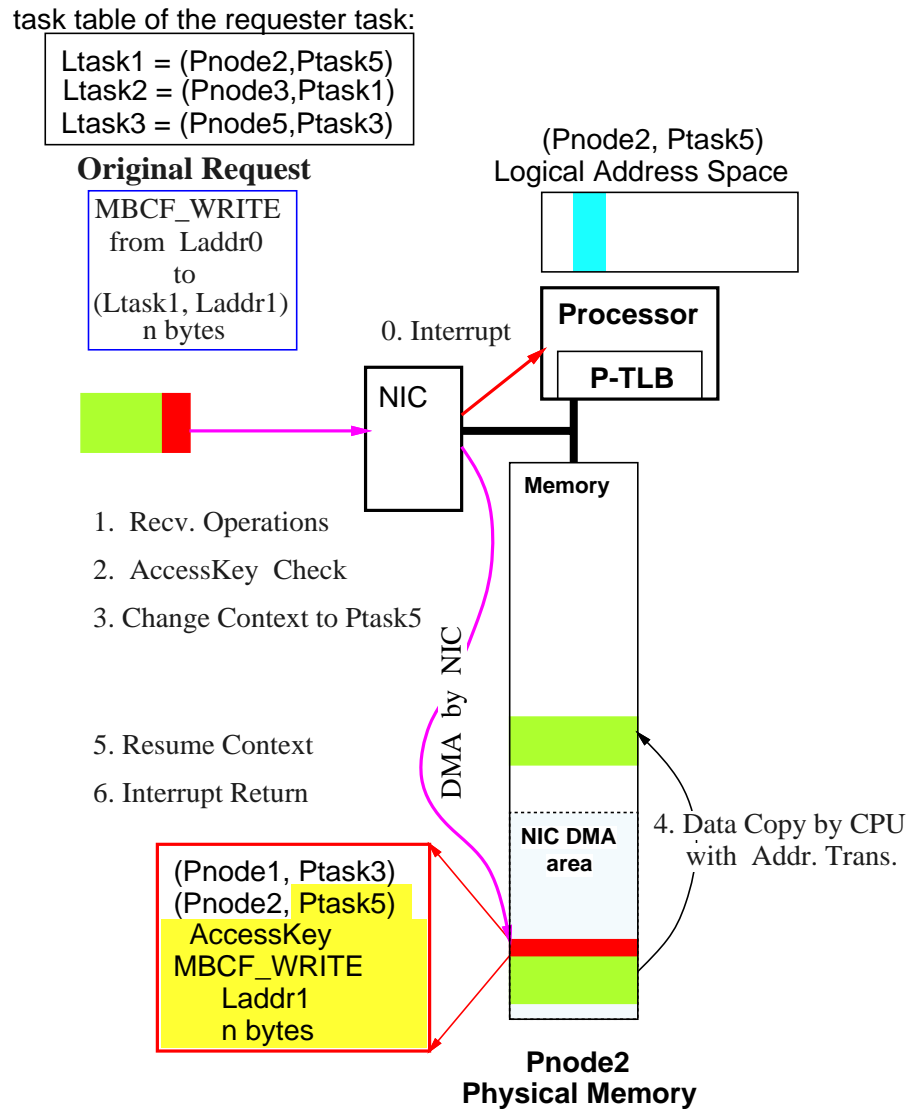 task table of the requester task:
Ltask1 = (Pnode2,Ptask5)
Ltask2 = (Pnode3,Ptask1)
Ltask3 = (Pnode5,Ptask3)
Original Request
MBCF_WRITE
from Laddr0
to
(Ltask1, Laddr1)
n bytes
(Pnode2, Ptask5)
Logical Address Space
0. Interrupt
Processor
P-TLB
NIC
Memory
1. Recv. Operations
2. AccessKey Check
3. Change Context to Ptask5
DMA by NIC
5. Resume Context
6. Interrupt Return
NIC DMA
area
4. Data Copy by CPU
with Addr. Trans.
(Pnode1, Ptask3)
(Pnode2, Ptask5)
AccessKey
MBCF_WRITE
Laddr1
n bytes
Pnode2
Physical Memory